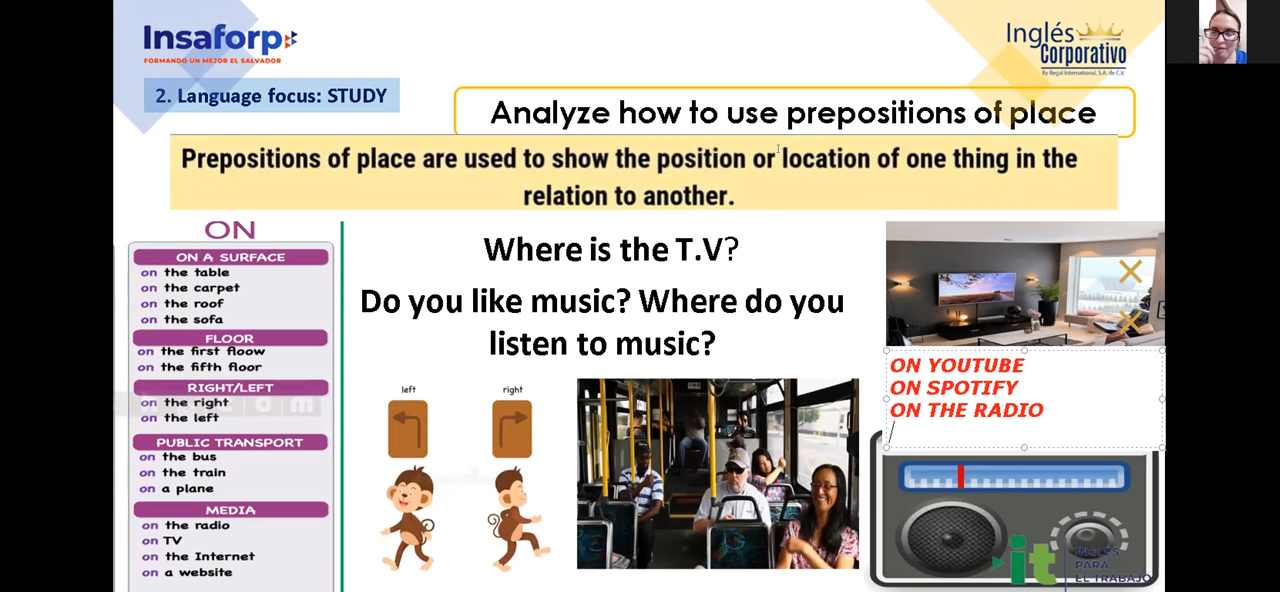 Insaforp
FORMANDO UN MEJOR EL SALVADOR
Inglés
Corporativo
By Regal International, S.A. de C.V.
2. Language focus: STUDY
Analyze how to use prepositions of place
Prepositions of place are used to show the position or location of one thing in the
relation to another.
ON
ON A SURFACE
on the table
on the carpet
on the roof
on the sofa
FLOOR
on the first floow
on the fifth floor
RIGHT/LEFT
on the right
on the left
PUBLIC TRANSPORT
on the bus
on the train
on a plane
MEDIA
on the radio
on TV
on the Internet
on a website
Where is the T.V?
Do you like music? Where do you
listen to music?
left
right
ON YOUTUBE
ON SPOTIFY
ON THE RADIO
it
INGLÉS
PARA
EL TRABAJO